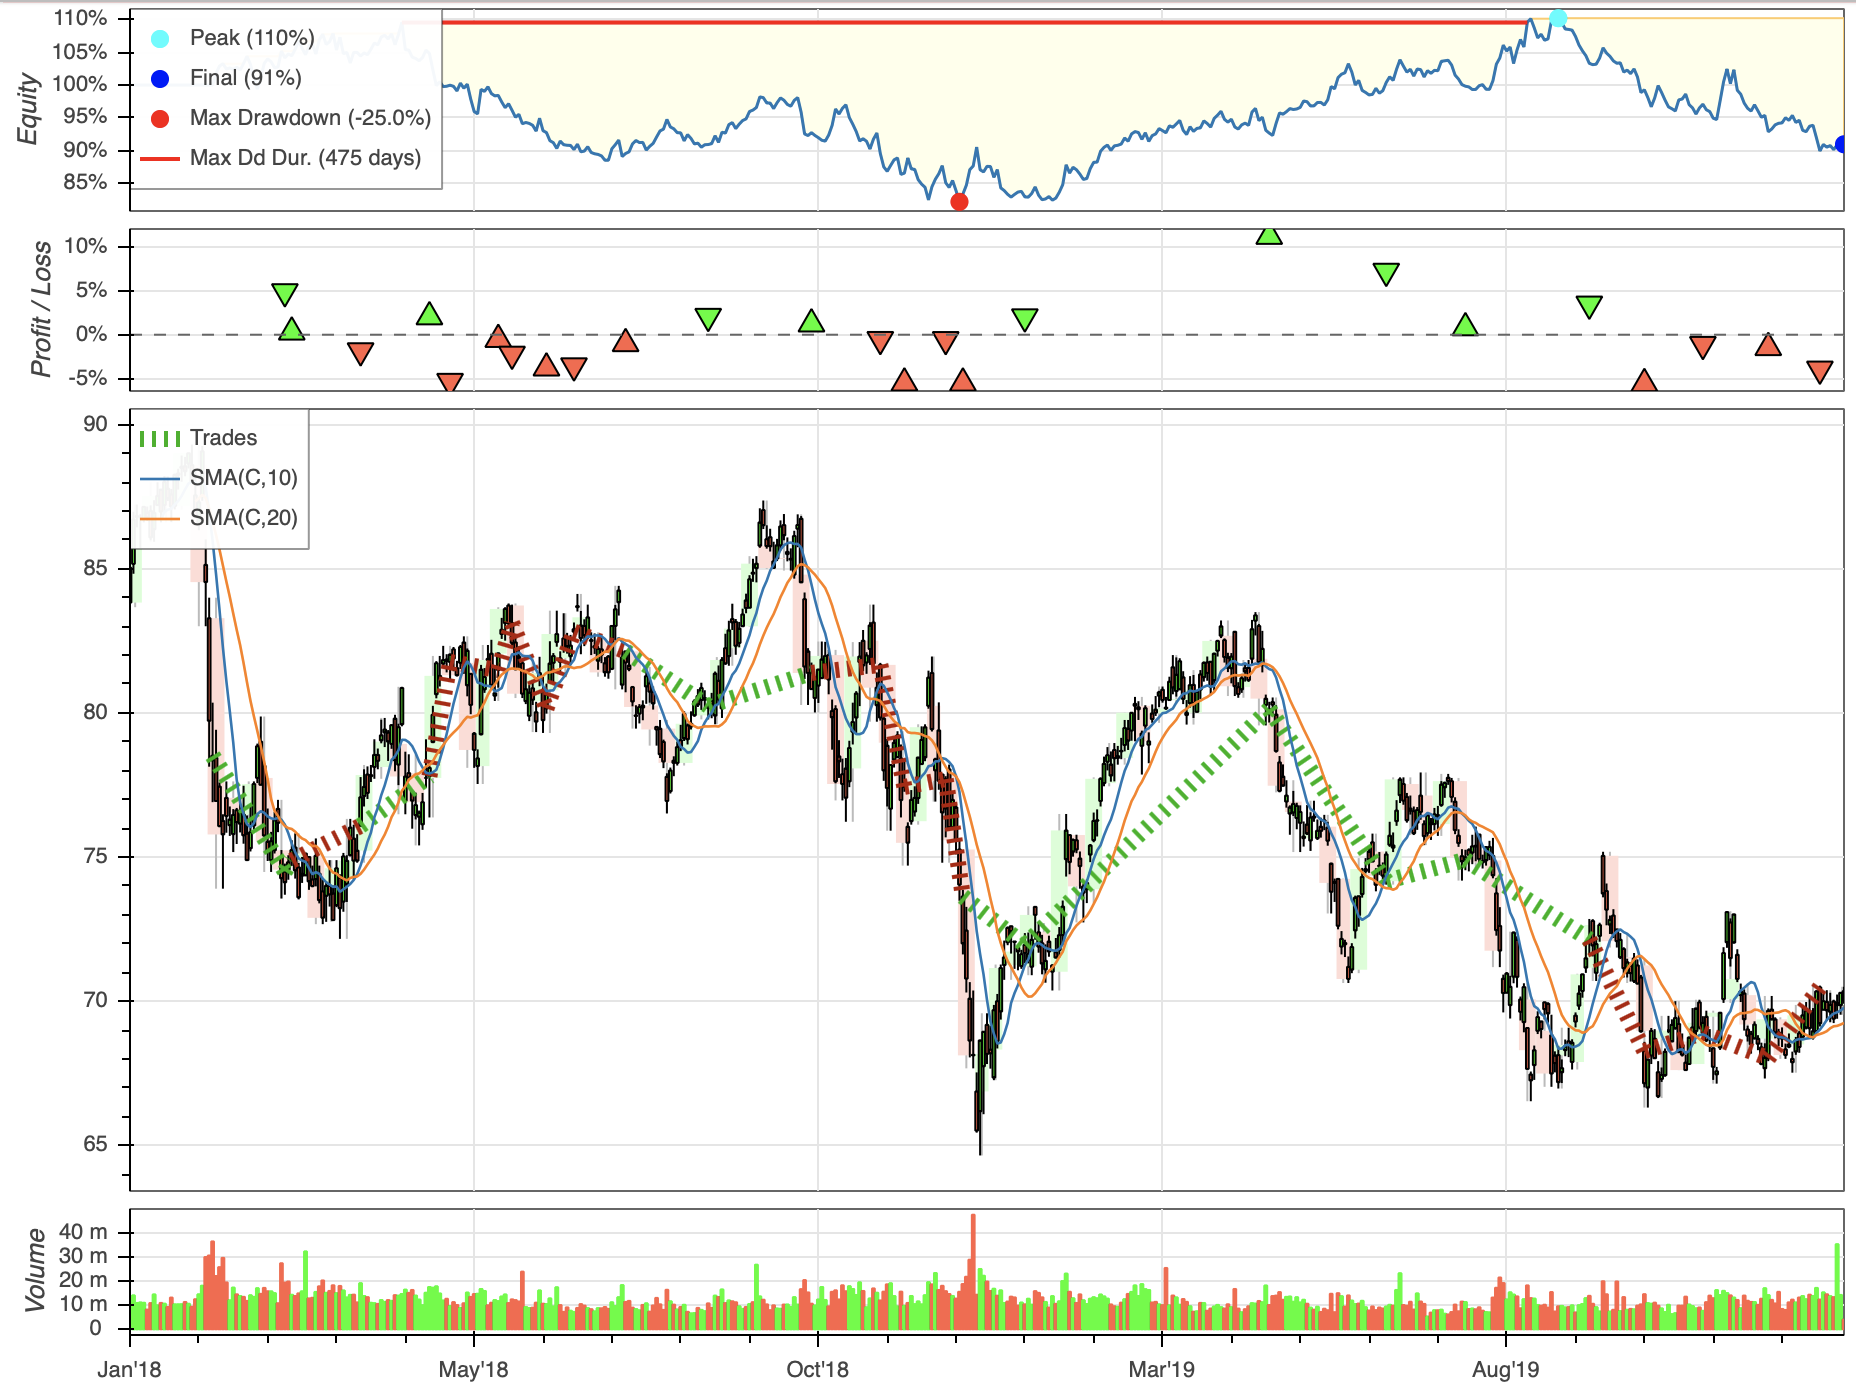 110%
105%
100%
95%
90%
85%
Equity
Peak (110%)
Final (91%)
Max Drawdown (-25.0%)
Max Dd Dur. (475 days)
10%
5%
0%
-5%
Profit / Loss
90
85
80
75
70
65
Trades
SMA(C,10)
SMA(C,20)
40 m
30 m
20 m
10 m
0
Volume
Jan'18
May'18
Oct'18
Mar'19
Aug'19